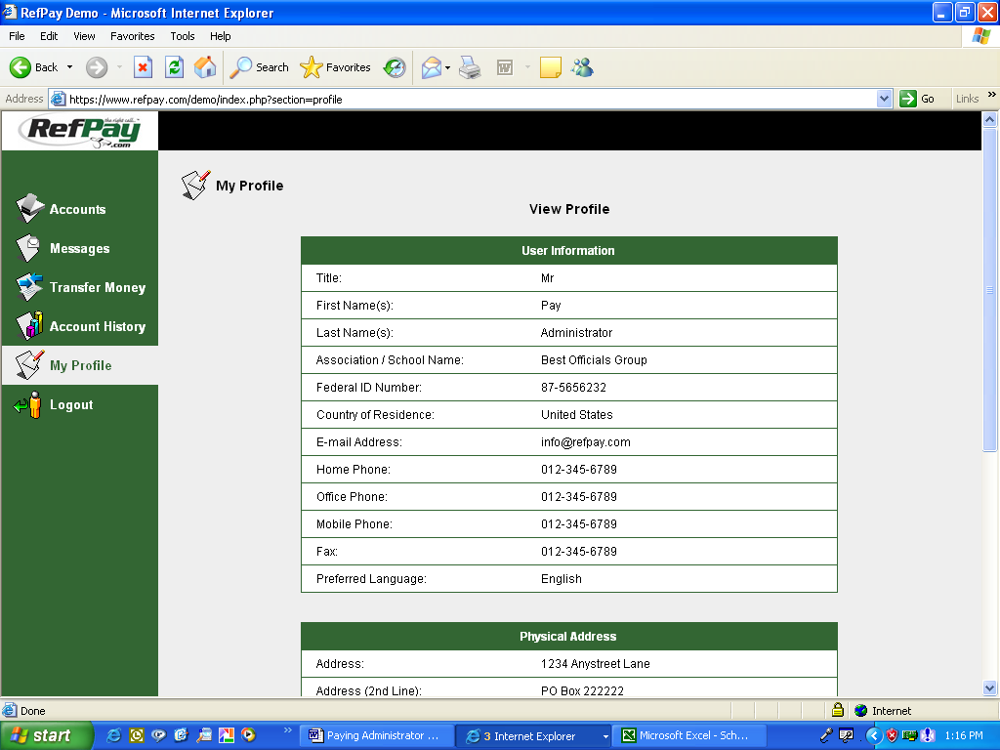 RefPay Demo - Microsoft Internet Explorer
File Edit View Favorites Tools Help
Back Search Favorites
Address https://www.refpay.com/demo/index.php?section=profile Go Links »
the right call...
RefPay
.com
My Profile
View Profile
Accounts
Messages
Transfer Money
Account History
My Profile
Logout
User Information
Title: Mr
First Name(s): Pay
Last Name(s): Administrator
Association / School Name: Best Officials Group
Federal ID Number: 87-5656232
Country of Residence: United States
E-mail Address: info@refpay.com
Home Phone: 012-345-6789
Office Phone: 012-345-6789
Mobile Phone: 012-345-6789
Fax: 012-345-6789
Preferred Language: English
Physical Address
Address: 1234 Anystreet Lane
Address (2nd Line): PO Box 222222
Done Internet
start » Paying Administrator ... 3 Internet Explorer Microsoft Excel - Sch... 1:16 PM